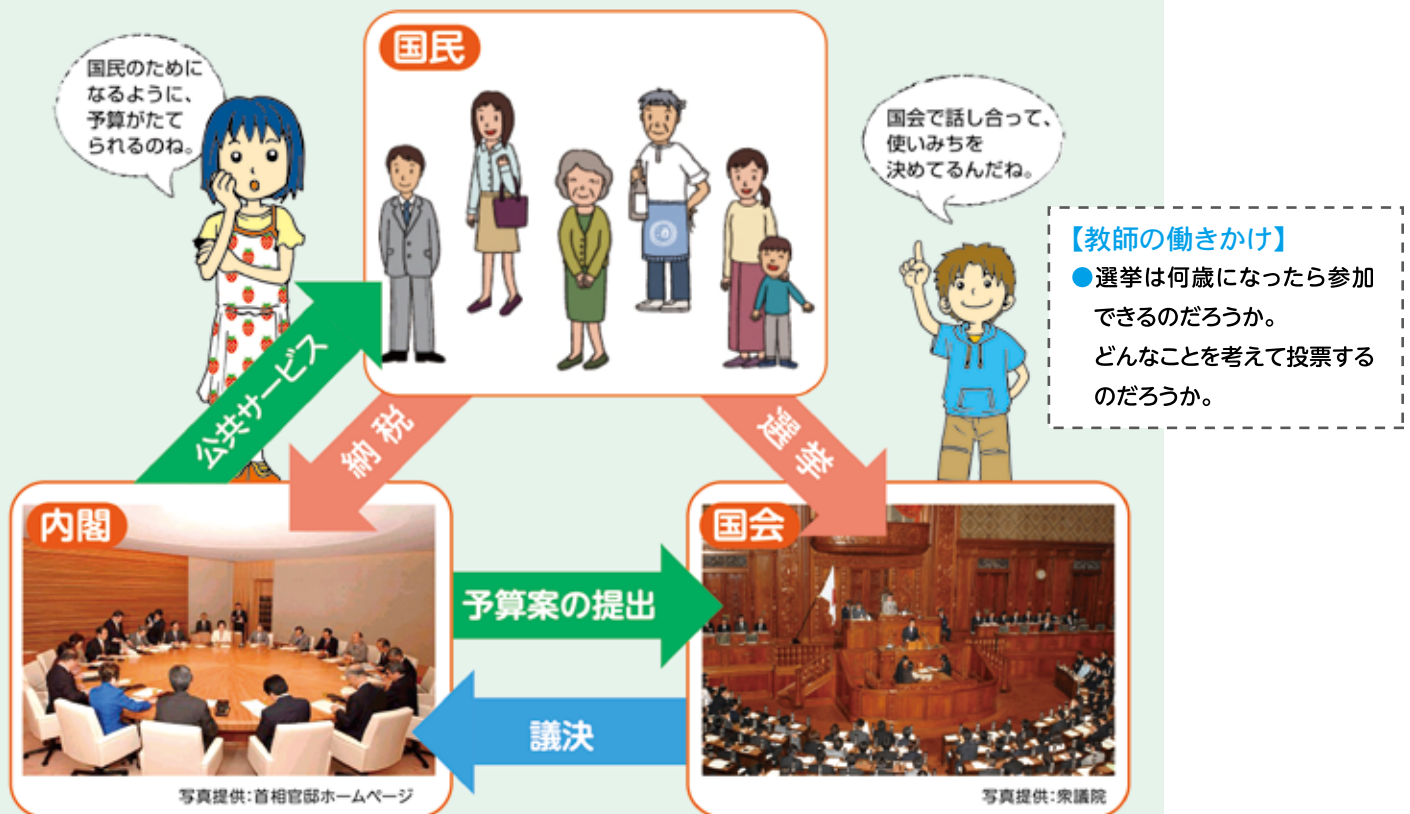 国民
国民のために
なるように、
予算がたて
られるのね。
国会で話し合って、
使いみちを
決めてるんだね。
【教師の働きかけ】
●選挙は何歳になったら参加
できるのだろうか。
どんなことを考えて投票する
のだろうか。
公共サービス
納税
選挙
内閣
国会
予算案の提出
議決
写真提供:首相官邸ホームページ
写真提供:衆議院